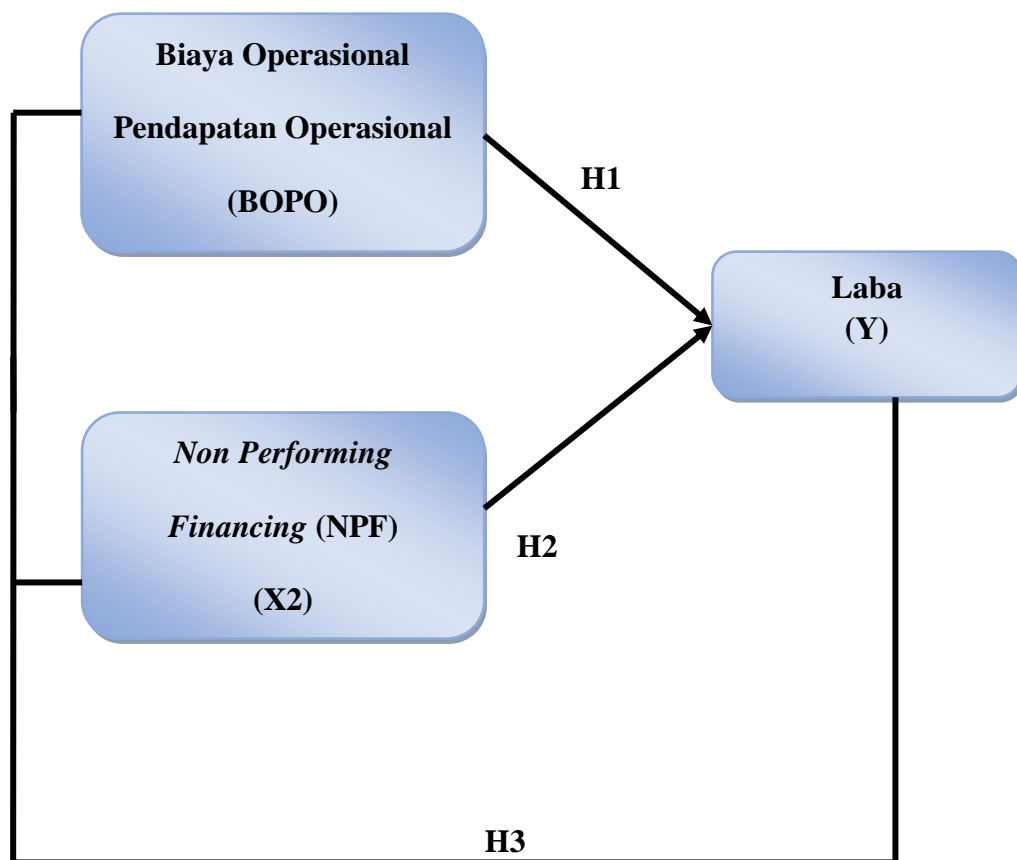 Biaya Operasional
Pendapatan Operasional
(BOPO)
H1
Laba
(Y)
Non Performing
Financing (NPF)
(X2)
H2
H3